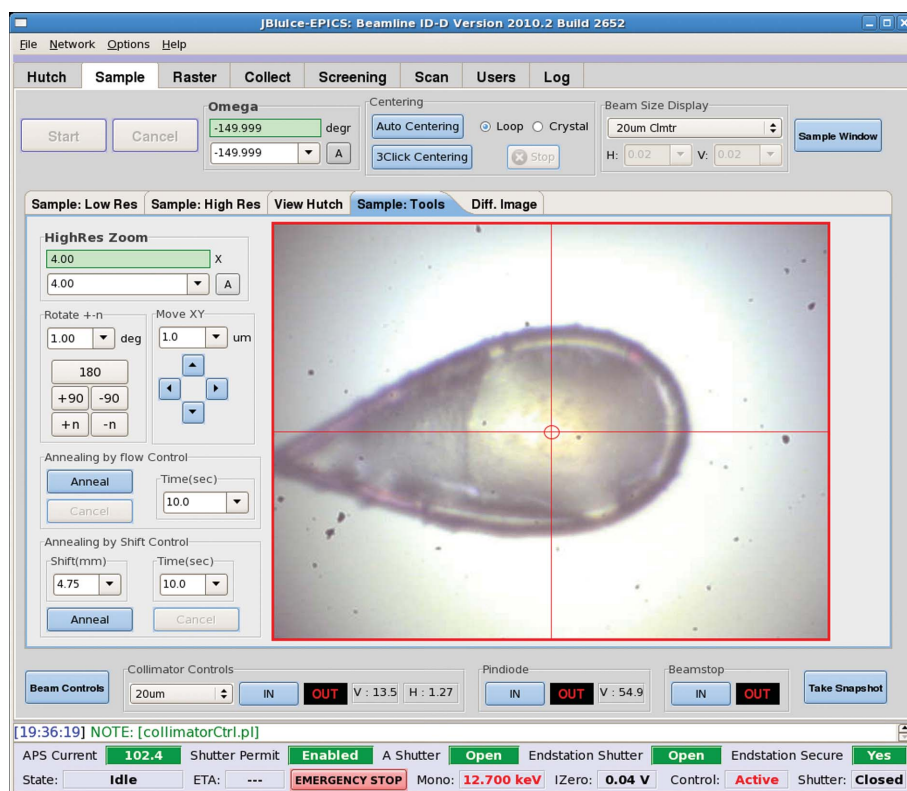 JBluIce-EPICS: Beamline ID-D Version 2010.2 Build 2652
File Network Options Help
Hutch Sample Raster Collect Screening Scan Users Log
Start Cancel
Omega
-149.999 degr
-149.999 A
Centering
Auto Centering Loop Crystal
3Click Centering Stop
Beam Size Display
20um Clmtr
H: 0.02 V: 0.02
Sample Window
Sample: Low Res Sample: High Res View Hutch Sample: Tools Diff. Image
HighRes Zoom
4.00 X
4.00 A
Rotate +-n
1.00 deg
180
+90 -90
+n -n
Move XY
1.0 um
Annealing by flow Control
Anneal
Cancel
Time(sec)
10.0
Annealing by Shift Control
Shift(mm) Time(sec)
4.75 10.0
Anneal Cancel
Beam Controls
Collimator Controls
20um IN OUT V : 13.5 H : 1.27
Pindiode
IN OUT V : 54.9
Beamstop
IN OUT
Take Snapshot
[19:36:19] NOTE: [collimatorCtrl.pl]
APS Current 102.4 Shutter Permit Enabled A Shutter Open Endstation Shutter Open Endstation Secure Yes
State: Idle ETA: --- EMERGENCY STOP Mono: 12.700 keV IZero: 0.04 V Control: Active Shutter: Closed